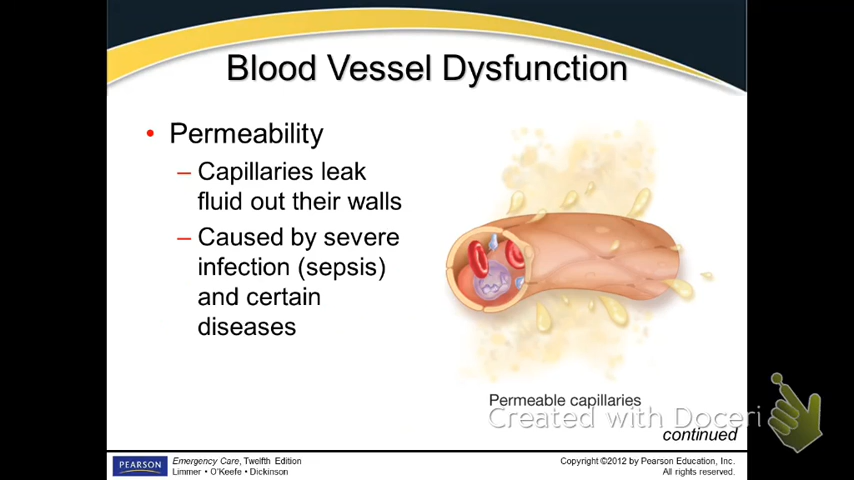 Blood Vessel Dysfunction
• Permeability
– Capillaries leak
fluid out their walls
– Caused by severe
infection (sepsis)
and certain
diseases
Permeable capillaries
Created with Doceri
continued
PEARSON
Emergency Care, Twelfth Edition
Limmer • O'Keefe • Dickinson
Copyright ©2012 by Pearson Education, Inc.
All rights reserved.